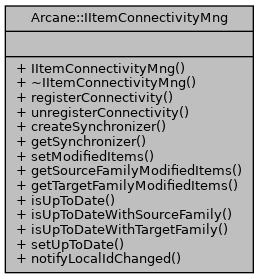 Arcane::IItemConnectivityMng
+ IItemConnectivityMng()
+ ~IItemConnectivityMng()
+ registerConnectivity()
+ unregisterConnectivity()
+ createSynchronizer()
+ getSynchronizer()
+ setModifiedItems()
+ getSourceFamilyModifiedItems()
+ getTargetFamilyModifiedItems()
+ isUpToDate()
+ isUpToDateWithSourceFamily()
+ isUpToDateWithTargetFamily()
+ setUpToDate()
+ notifyLocalIdChanged()